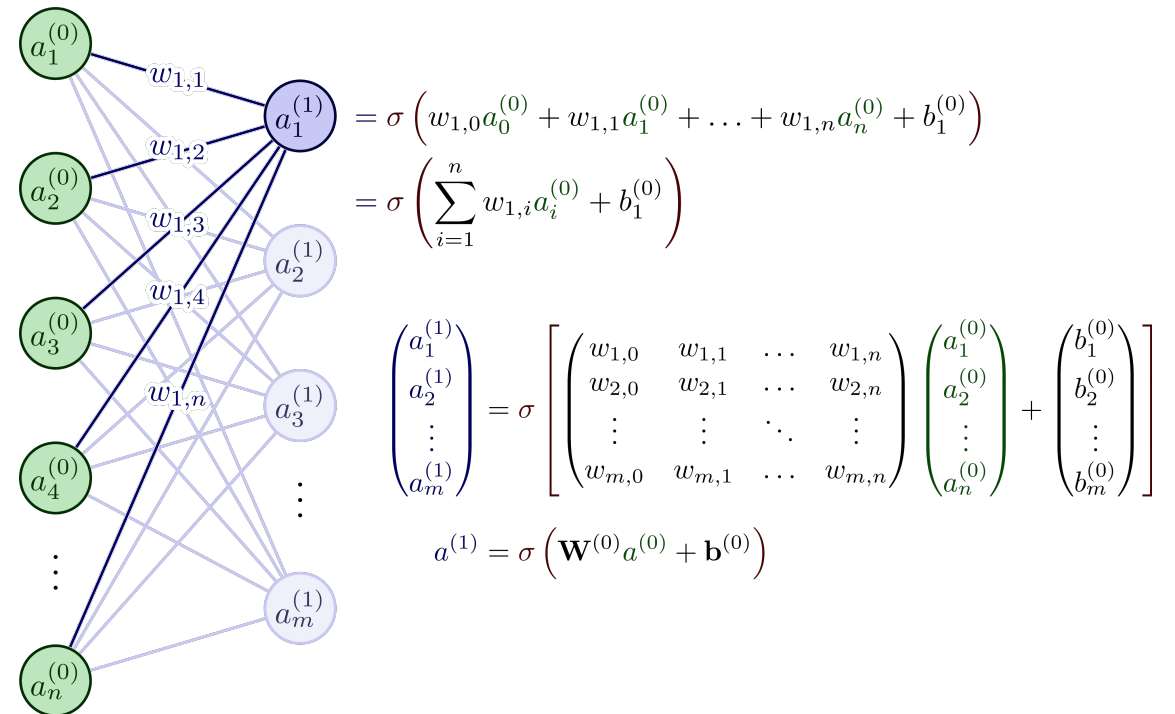 a_1^{(0)}
a_2^{(0)}
a_3^{(0)}
a_4^{(0)}
⋮
a_n^{(0)}
w_{1,1}
w_{1,2}
w_{1,3}
w_{1,4}
w_{1,n}
a_1^{(1)}
a_2^{(1)}
a_3^{(1)}
⋮
a_m^{(1)}
= σ ( w_{1,0} a_0^{(0)} + w_{1,1} a_1^{(0)} + … + w_{1,n} a_n^{(0)} + b_1^{(0)} )
= σ ( ∑_{i=1}^{n} w_{1,i} a_i^{(0)} + b_1^{(0)} )
( a_1^{(1)} a_2^{(1)} ⋮ a_m^{(1)} ) = σ [ ( w_{1,0} w_{1,1} … w_{1,n} w_{2,0} w_{2,1} … w_{2,n} ⋮ ⋮ ⋱ ⋮ w_{m,0} w_{m,1} … w_{m,n} ) ( a_1^{(0)} a_2^{(0)} ⋮ a_n^{(0)} ) + ( b_1^{(0)} b_2^{(0)} ⋮ b_m^{(0)} ) ]
a^{(1)} = σ ( W^{(0)} a^{(0)} + b^{(0)} )